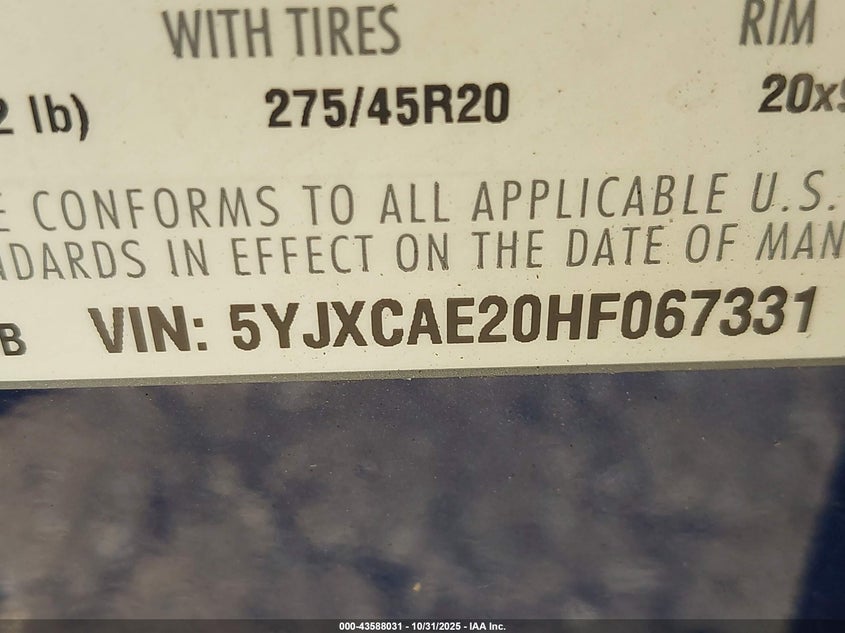 WITH TIRES RIM
2 lb) 275/45R20 20x9
E CONFORMS TO ALL APPLICABLE U.S.
NDARDS IN EFFECT ON THE DATE OF MAN
B VIN: 5YJXCAE20HF067331
000-43588031 - 10/31/2025 - IAA Inc.